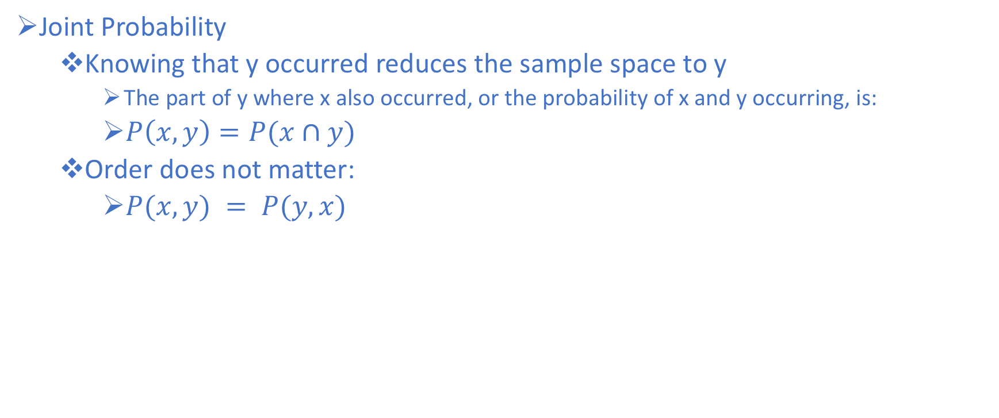 ➢Joint Probability
❖Knowing that y occurred reduces the sample space to y
➢The part of y where x also occurred, or the probability of x and y occurring, is:
➢P(x, y) = P(x ∩ y)
❖Order does not matter:
➢P(x, y) = P(y, x)